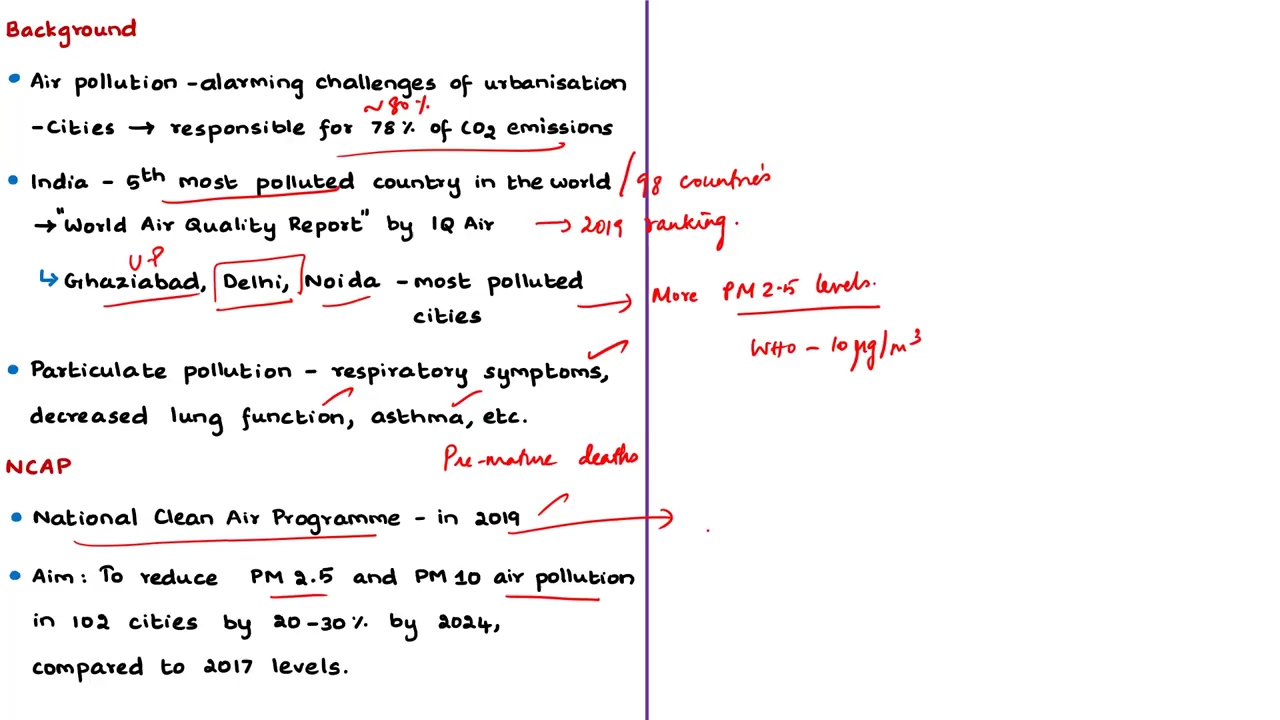 Background
Air pollution - alarming challenges of urbanisation
~ 80%
- Cities → responsible for 78% of CO2 emissions
India - 5th most polluted country in the world / 98 countries
→ "World Air Quality Report" by IQ Air → 2019 ranking.
UP
↳ Ghaziabad, Delhi, Noida - most polluted
cities
→ More PM 2.5 levels.
WHO - 10 µg/m³
Particulate pollution - respiratory symptoms,
decreased lung function, asthma, etc.
Pre-mature deaths
NCAP
National Clean Air Programme - in 2019 →
Aim: To reduce PM 2.5 and PM 10 air pollution
in 102 cities by 20-30% by 2024,
compared to 2017 levels.